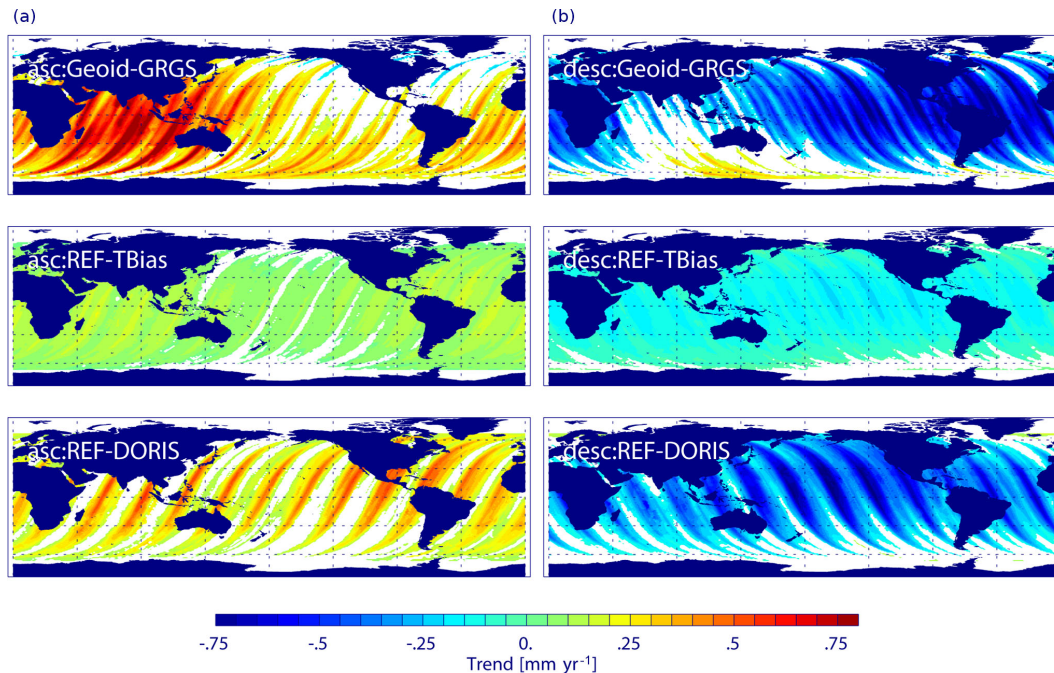 (a) (b)
asc:Geoid-GRGS desc:Geoid-GRGS
asc:REF-TBias desc:REF-TBias
asc:REF-DORIS desc:REF-DORIS
-.75 -.5 -.25 0. .25 .5 .75
Trend [mm yr⁻¹]